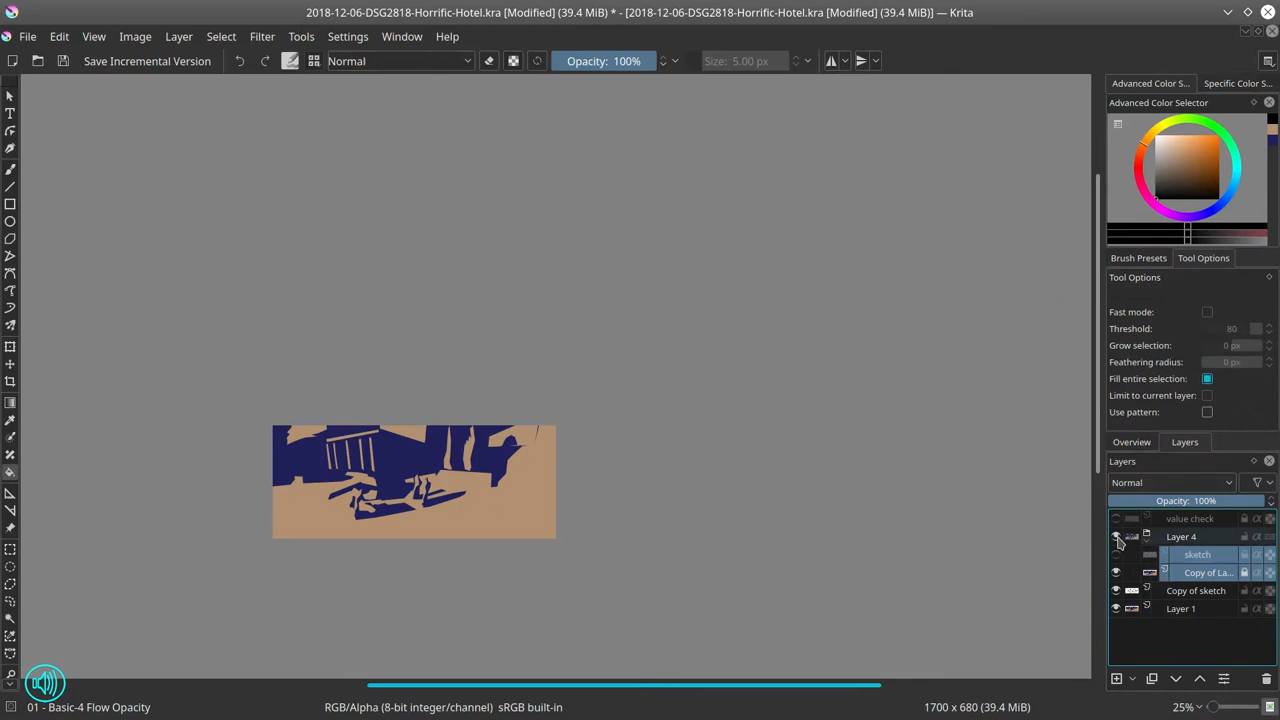 2018-12-06-DSG2818-Horrific-Hotel.kra [Modified] (39.4 MiB) * - [2018-12-06-DSG2818-Horrific-Hotel.kra [Modified] (39.4 MiB)] — Krita
File Edit View Image Layer Select Filter Tools Settings Window Help
Save Incremental Version Normal Opacity: 100% Size: 5.00 px
Advanced Color S... Specific Color S...
Advanced Color Selector
Brush Presets Tool Options
Tool Options
Fast mode:
Threshold: 80
Grow selection: 0 px
Feathering radius: 0 px
Fill entire selection:
Limit to current layer:
Use pattern:
Overview Layers
Layers
Normal
Opacity: 100%
value check
Layer 4
sketch
Copy of La...
Copy of sketch
Layer 1
01 - Basic-4 Flow Opacity RGB/Alpha (8-bit integer/channel) sRGB built-in 1700 x 680 (39.4 MiB) 25%